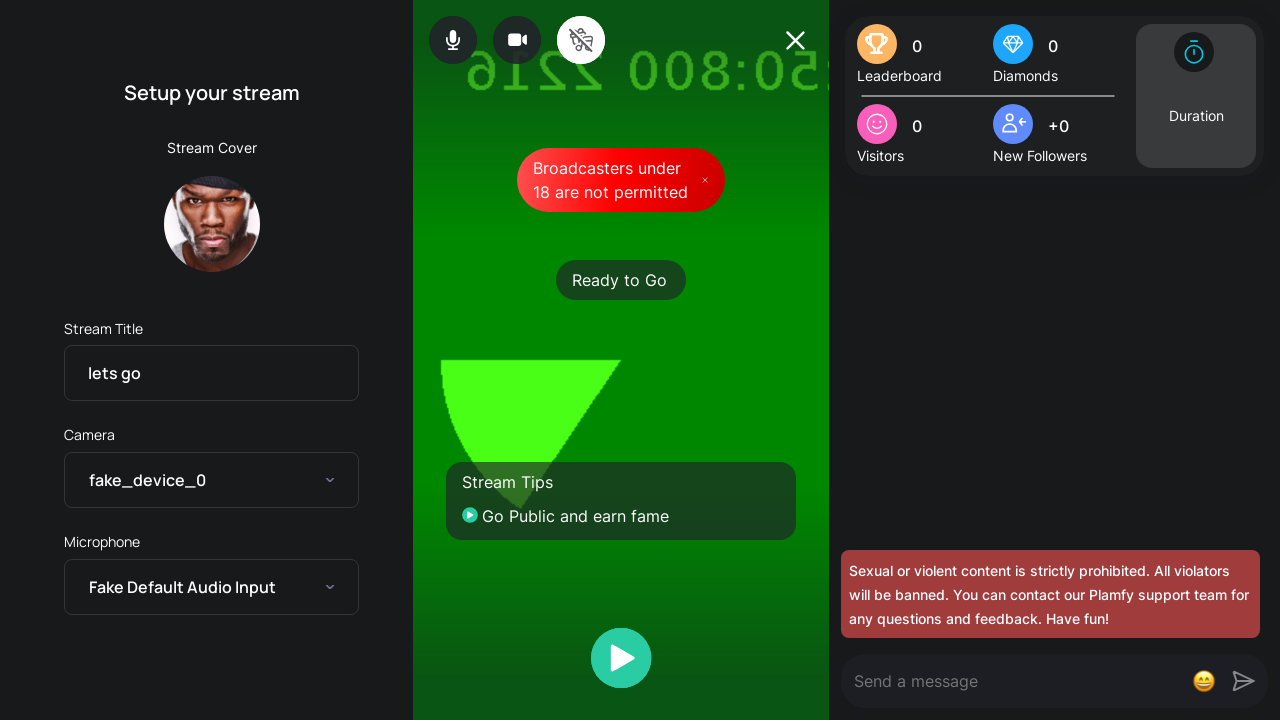 Setup your stream
Stream Cover
Stream Title
lets go
Camera
fake_device_0
Microphone
Fake Default Audio Input
Broadcasters under
18 are not permitted
Ready to Go
Stream Tips
Go Public and earn fame
0
Leaderboard
0
Diamonds
0
Visitors
+0
New Followers
Duration
Sexual or violent content is strictly prohibited. All violators
will be banned. You can contact our Plamfy support team for
any questions and feedback. Have fun!
Send a message